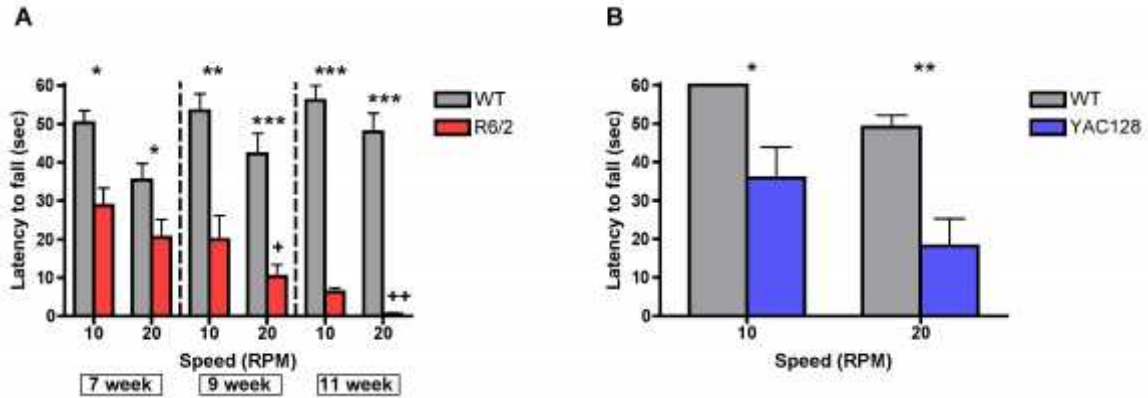 A
Latency to fall (sec)
60
50
40
30
20
10
0
*
*
**
***
+
***
***
++
WT
R6/2
10 20 10 20 10 20
Speed (RPM)
7 week 9 week 11 week
B
Latency to fall (sec)
60
50
40
30
20
10
0
*
**
WT
YAC128
10 20
Speed (RPM)